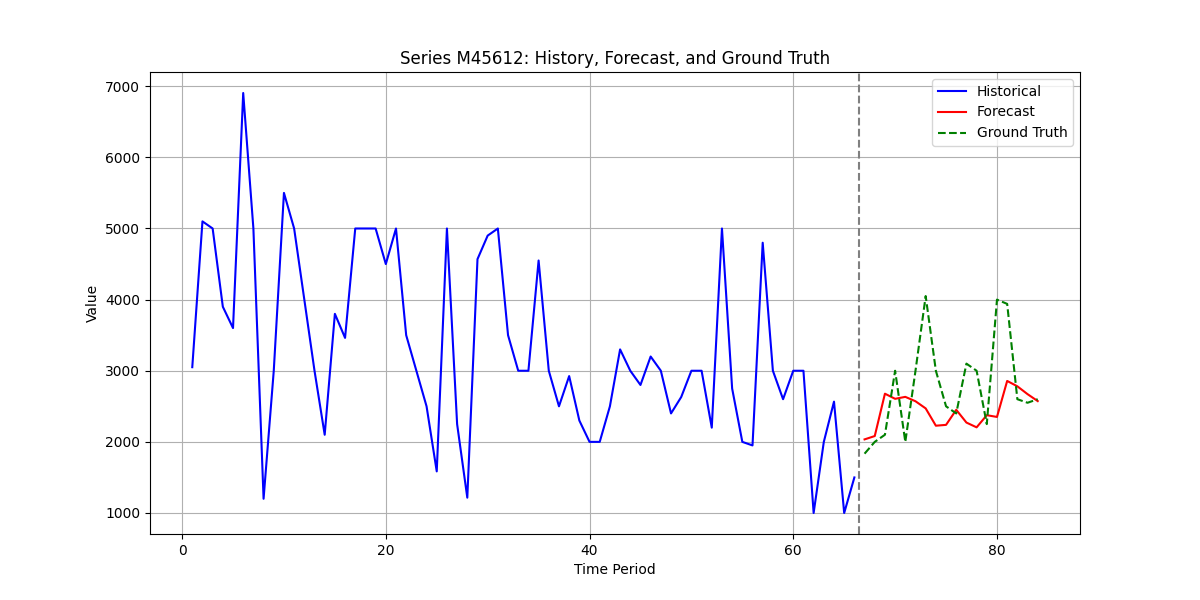 Series M45612: History, Forecast, and Ground Truth
Historical
Forecast
Ground Truth
7000
6000
5000
4000
3000
2000
1000
Value
0
20
40
60
80
Time Period